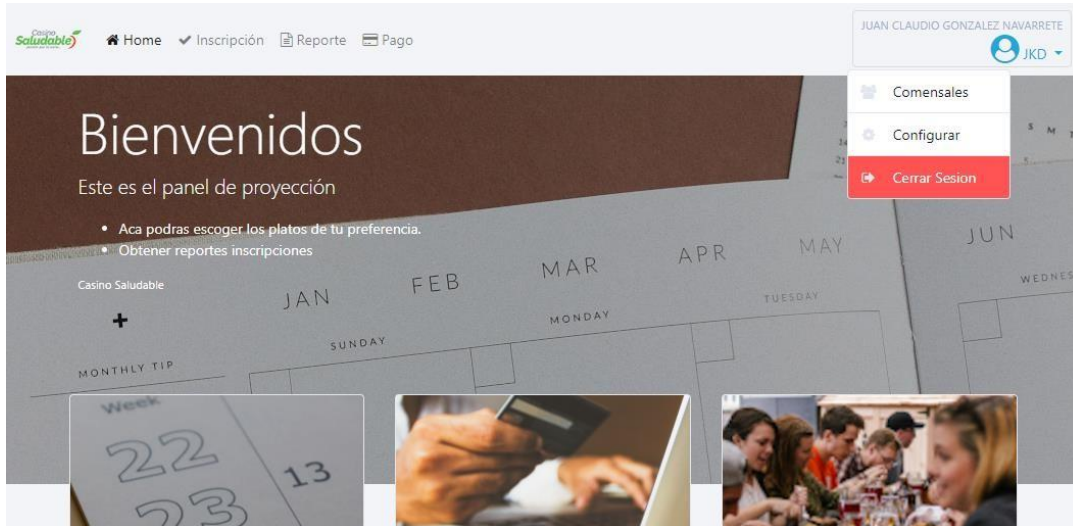 Casino
Saludable
Home Inscripción Reporte Pago
JUAN CLAUDIO GONZALEZ NAVARRETE
JKD
Comensales
Configurar
Cerrar Sesion
Bienvenidos
Este es el panel de proyección
Aca podras escoger los platos de tu preferencia.
Obtener reportes inscripciones
Casino Saludable
JAN FEB MAR APR MAY JUN
SUNDAY MONDAY TUESDAY
MONTHLY TIP
S M
Week
22
23
13